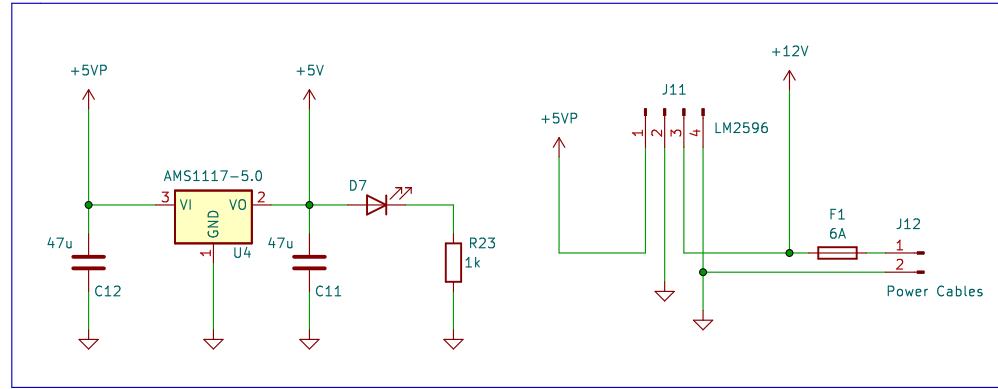 +12V
+5VP
+5V
J11
+5VP
1
2
3
4
LM2596
AMS1117-5.0
D7
3
VI
VO
2
GND
F1
6A
J12
1
2
47u
1
U4
47u
R23
1k
C12
C11
Power Cables